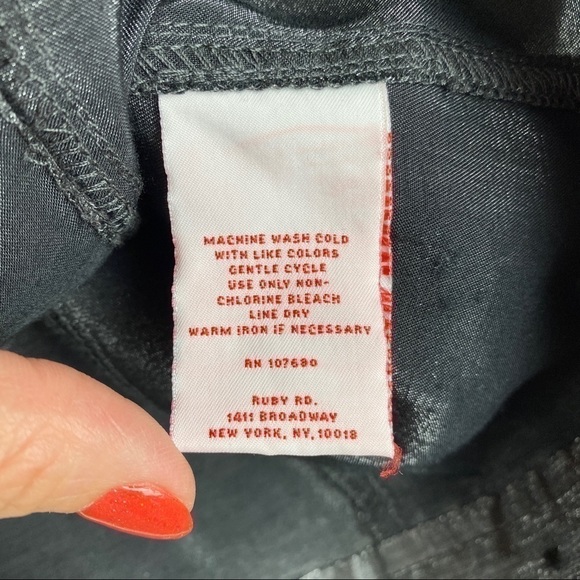 MACHINE WASH COLD
WITH LIKE COLORS
GENTLE CYCLE
USE ONLY NON-
CHLORINE BLEACH
LINE DRY
WARM IRON IF NECESSARY
RN 107690
RUBY RD.
1411 BROADWAY
NEW YORK, NY, 10018